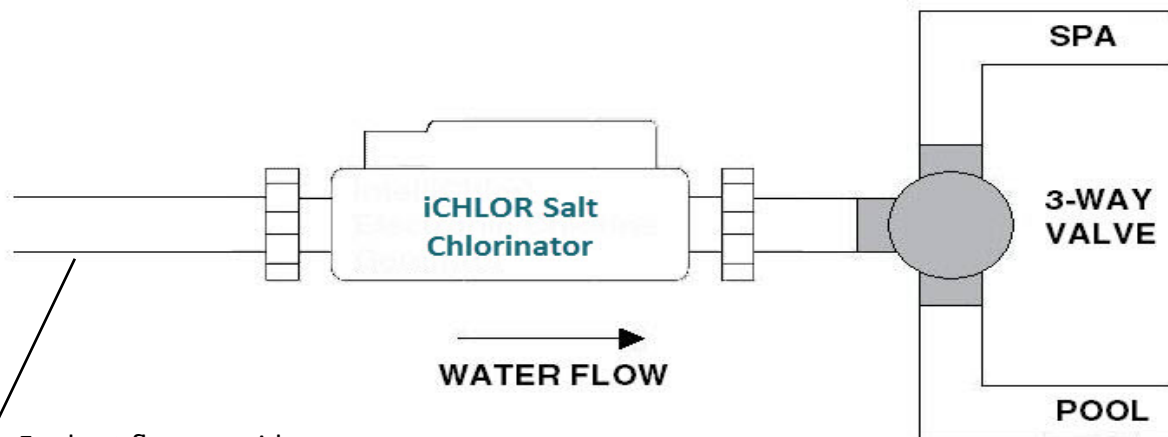 SPA
iCHLOR Salt
Chlorinator
3-WAY
VALVE
WATER FLOW
POOL